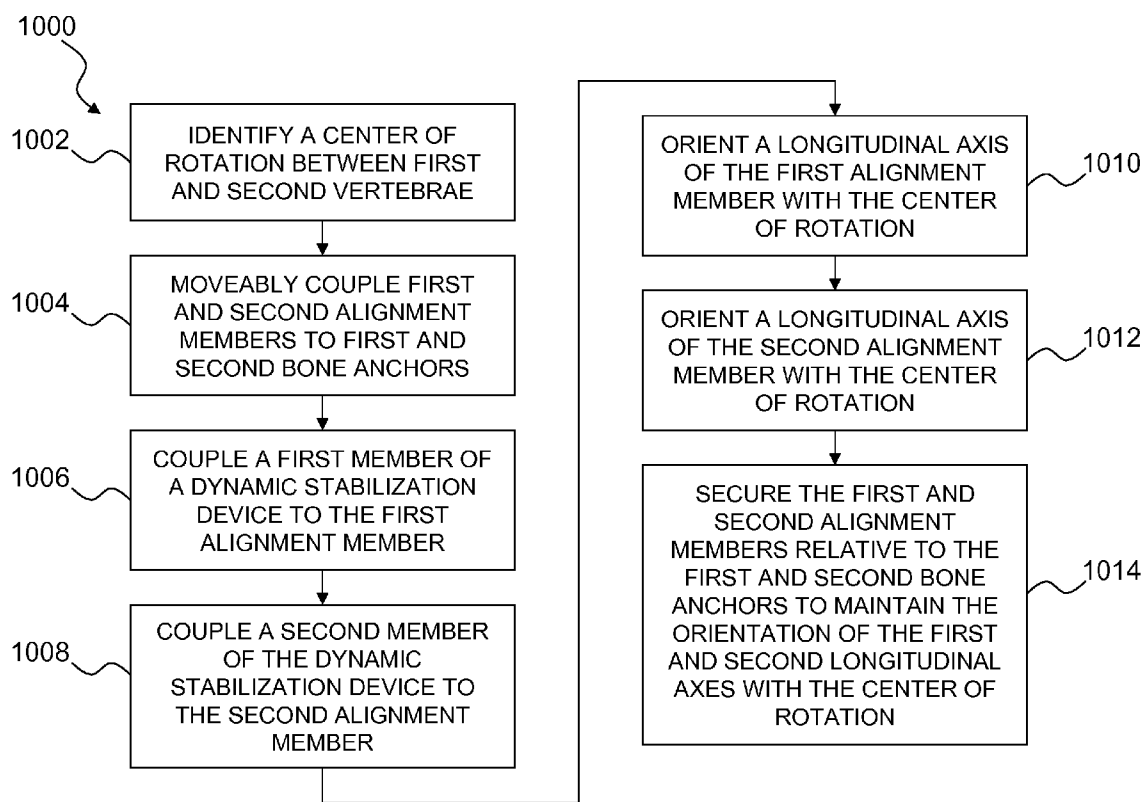 1000
1002
IDENTIFY A CENTER OF
ROTATION BETWEEN FIRST
AND SECOND VERTEBRAE
1004
MOVEABLY COUPLE FIRST
AND SECOND ALIGNMENT
MEMBERS TO FIRST AND
SECOND BONE ANCHORS
1006
COUPLE A FIRST MEMBER OF
A DYNAMIC STABILIZATION
DEVICE TO THE FIRST
ALIGNMENT MEMBER
1008
COUPLE A SECOND MEMBER
OF THE DYNAMIC
STABILIZATION DEVICE TO
THE SECOND ALIGNMENT
MEMBER
ORIENT A LONGITUDINAL AXIS
OF THE FIRST ALIGNMENT
MEMBER WITH THE CENTER
OF ROTATION
1010
ORIENT A LONGITUDINAL AXIS
OF THE SECOND ALIGNMENT
MEMBER WITH THE CENTER
OF ROTATION
1012
SECURE THE FIRST AND
SECOND ALIGNMENT
MEMBERS RELATIVE TO THE
FIRST AND SECOND BONE
ANCHORS TO MAINTAIN THE
ORIENTATION OF THE FIRST
AND SECOND LONGITUDINAL
AXES WITH THE CENTER OF
ROTATION
1014